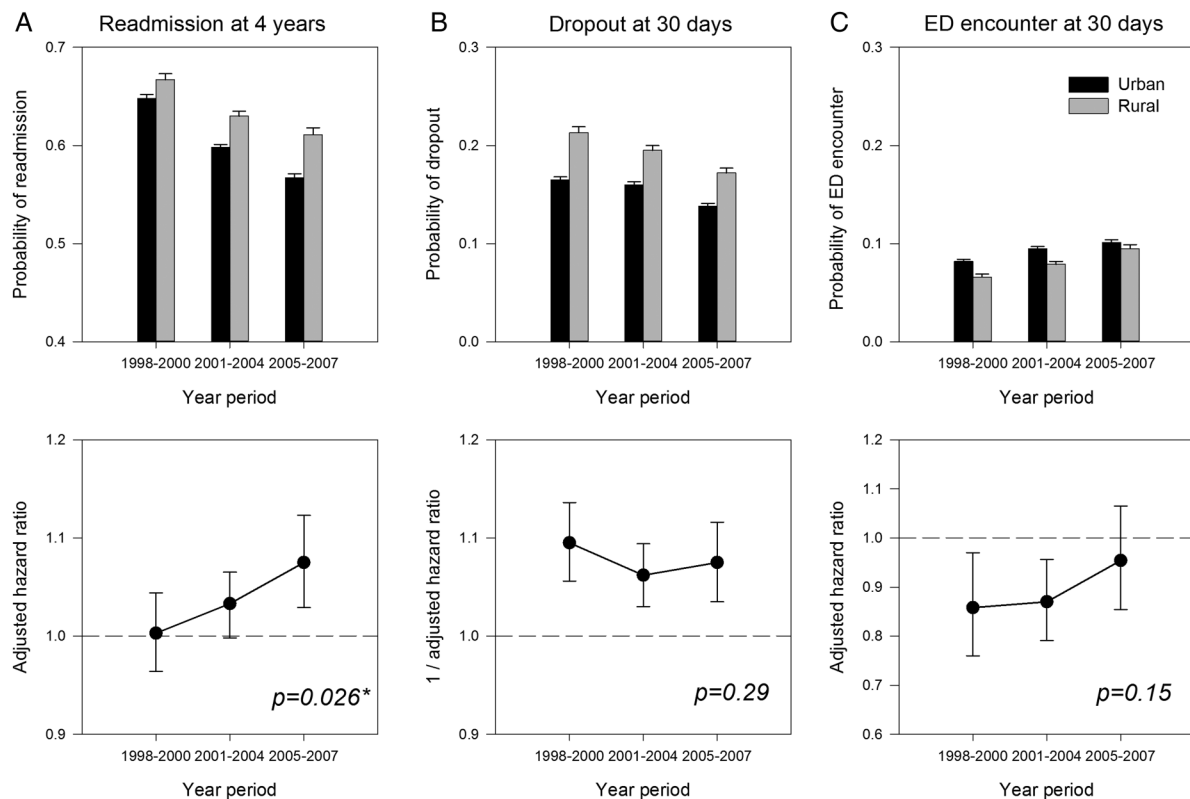 A
Readmission at 4 years
0.7
0.6
0.5
0.4
Probability of readmission
1998-2000 2001-2004 2005-2007
Year period
B
Dropout at 30 days
0.3
0.2
0.1
0.0
Probability of dropout
1998-2000 2001-2004 2005-2007
Year period
C
ED encounter at 30 days
0.3
0.2
0.1
0.0
Probability of ED encounter
Urban
Rural
1998-2000 2001-2004 2005-2007
Year period
1.2
1.1
1.0
0.9
Adjusted hazard ratio
p=0.026*
1998-2000 2001-2004 2005-2007
Year period
1.2
1.1
1.0
0.9
1 / adjusted hazard ratio
p=0.29
1998-2000 2001-2004 2005-2007
Year period
1.2
1.1
1.0
0.9
0.8
0.7
0.6
Adjusted hazard ratio
p=0.15
1998-2000 2001-2004 2005-2007
Year period